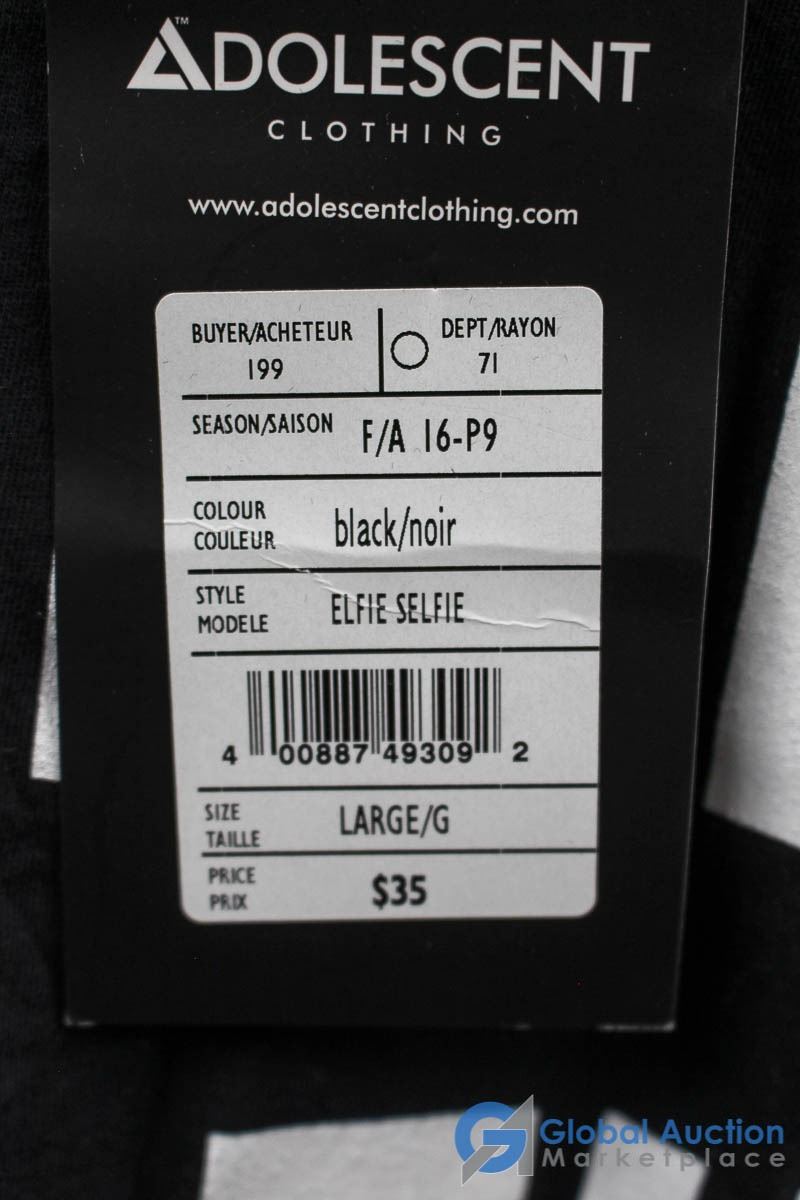 ADOLESCENT™
CLOTHING
www.adolescentclothing.com
BUYER/ACHETEUR
199
DEPT/RAYON
71
SEASON/SAISON F/A 16-P9
COLOUR
COULEUR
black/noir
STYLE
MODELE
ELFIE SELFIE
4 00887 49309 2
SIZE
TAILLE
LARGE/G
PRICE
PRIX
$35
Global Auction
Marketplace